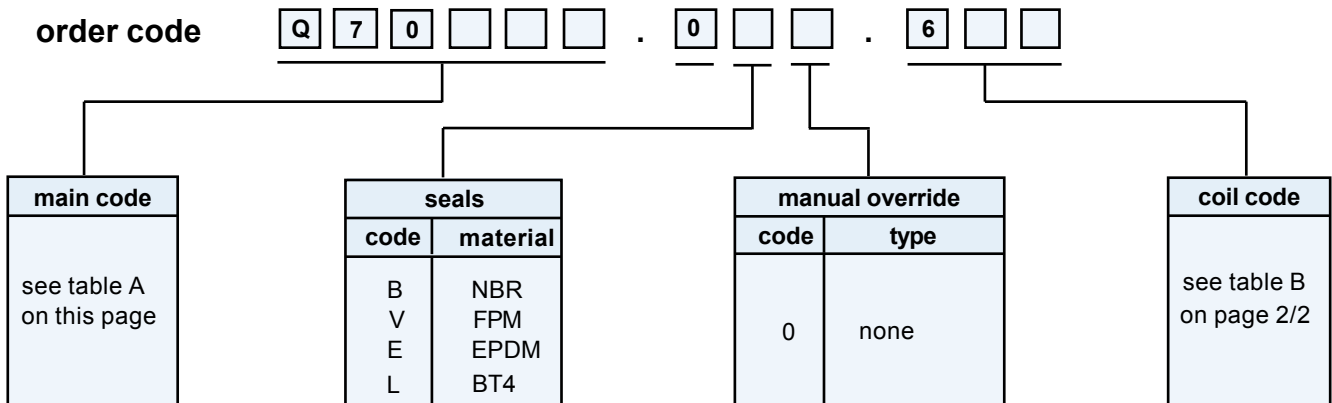 order code Q 7 0 . 0 . 6
main code
see table A
on this page
seals
code material
B NBR
V FPM
E EPDM
L BT4
manual override
code type
0 none
coil code
see table B
on page 2/2